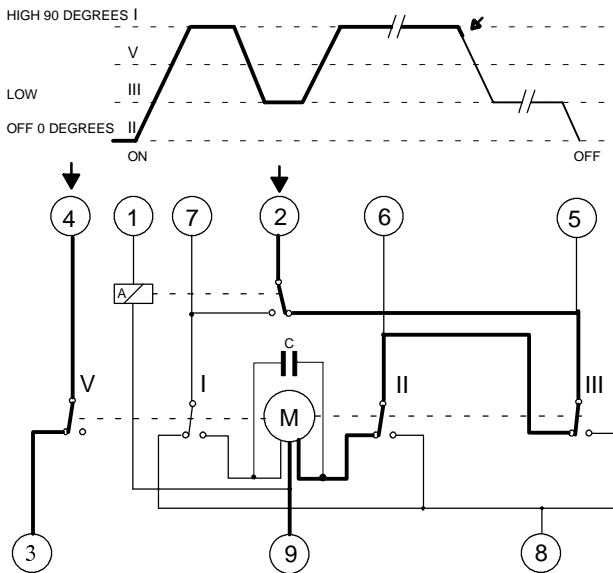 HIGH 90 DEGREES I
V
LOW III
OFF 0 DEGREES II
ON OFF
4 1 7 2 6 5
A
C
V I M II III
3 9 8